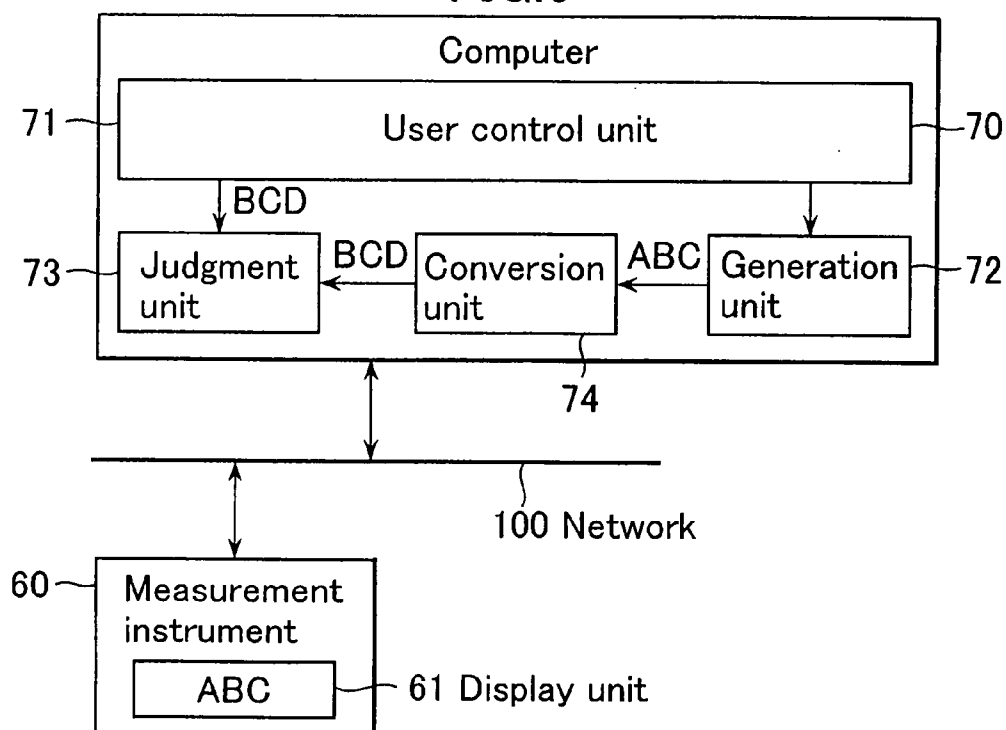 Computer
71
User control unit
70
BCD
73
Judgment
unit
BCD
Conversion
unit
ABC
Generation
unit
72
74
100 Network
60
Measurement
instrument
ABC
61 Display unit